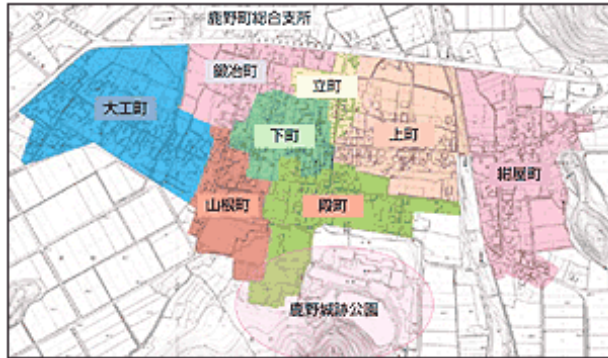 鹿野町総合支所
鍛冶町
立町
大工町
下町
上町
紺屋町
山根町
殿町
鹿野城跡公園